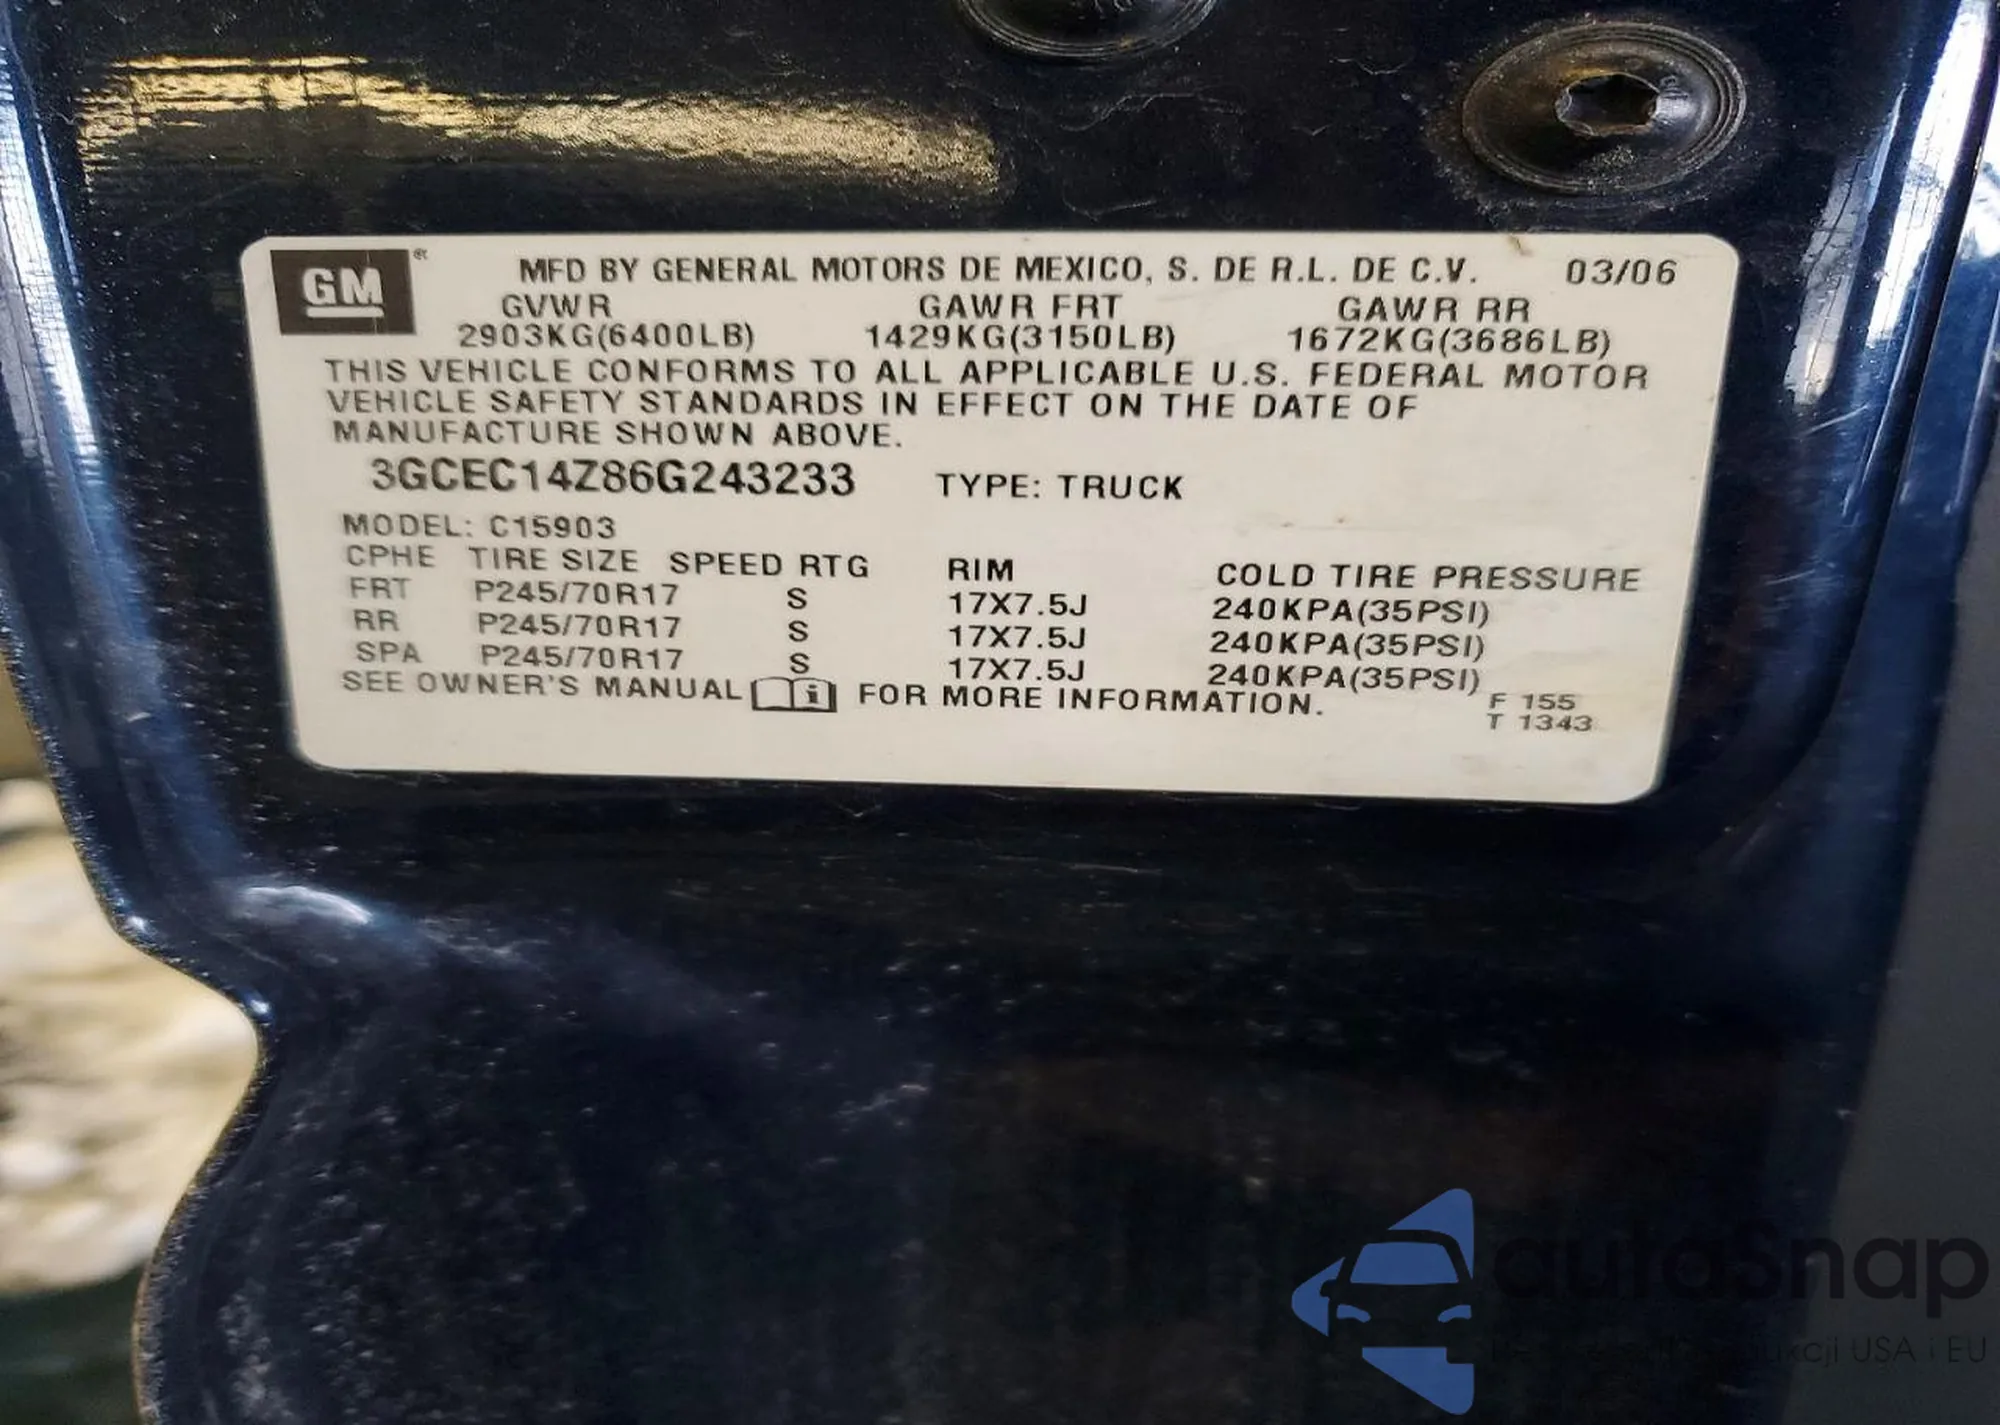 GM®
MFD BY GENERAL MOTORS DE MEXICO, S. DE R.L. DE C.V. 03/06
GVWR GAWR FRT GAWR RR
2903KG(6400LB) 1429KG(3150LB) 1672KG(3686LB)
THIS VEHICLE CONFORMS TO ALL APPLICABLE U.S. FEDERAL MOTOR
VEHICLE SAFETY STANDARDS IN EFFECT ON THE DATE OF
MANUFACTURE SHOWN ABOVE.
3GCEC14Z86G243233 TYPE: TRUCK
MODEL: C15903
CPHE TIRE SIZE SPEED RTG RIM COLD TIRE PRESSURE
FRT P245/70R17 S 17X7.5J 240KPA(35PSI)
RR P245/70R17 S 17X7.5J 240KPA(35PSI)
SPA P245/70R17 S 17X7.5J 240KPA(35PSI)
SEE OWNER'S MANUAL i FOR MORE INFORMATION.
F 155
T 1343
autaSnap
USA i EU